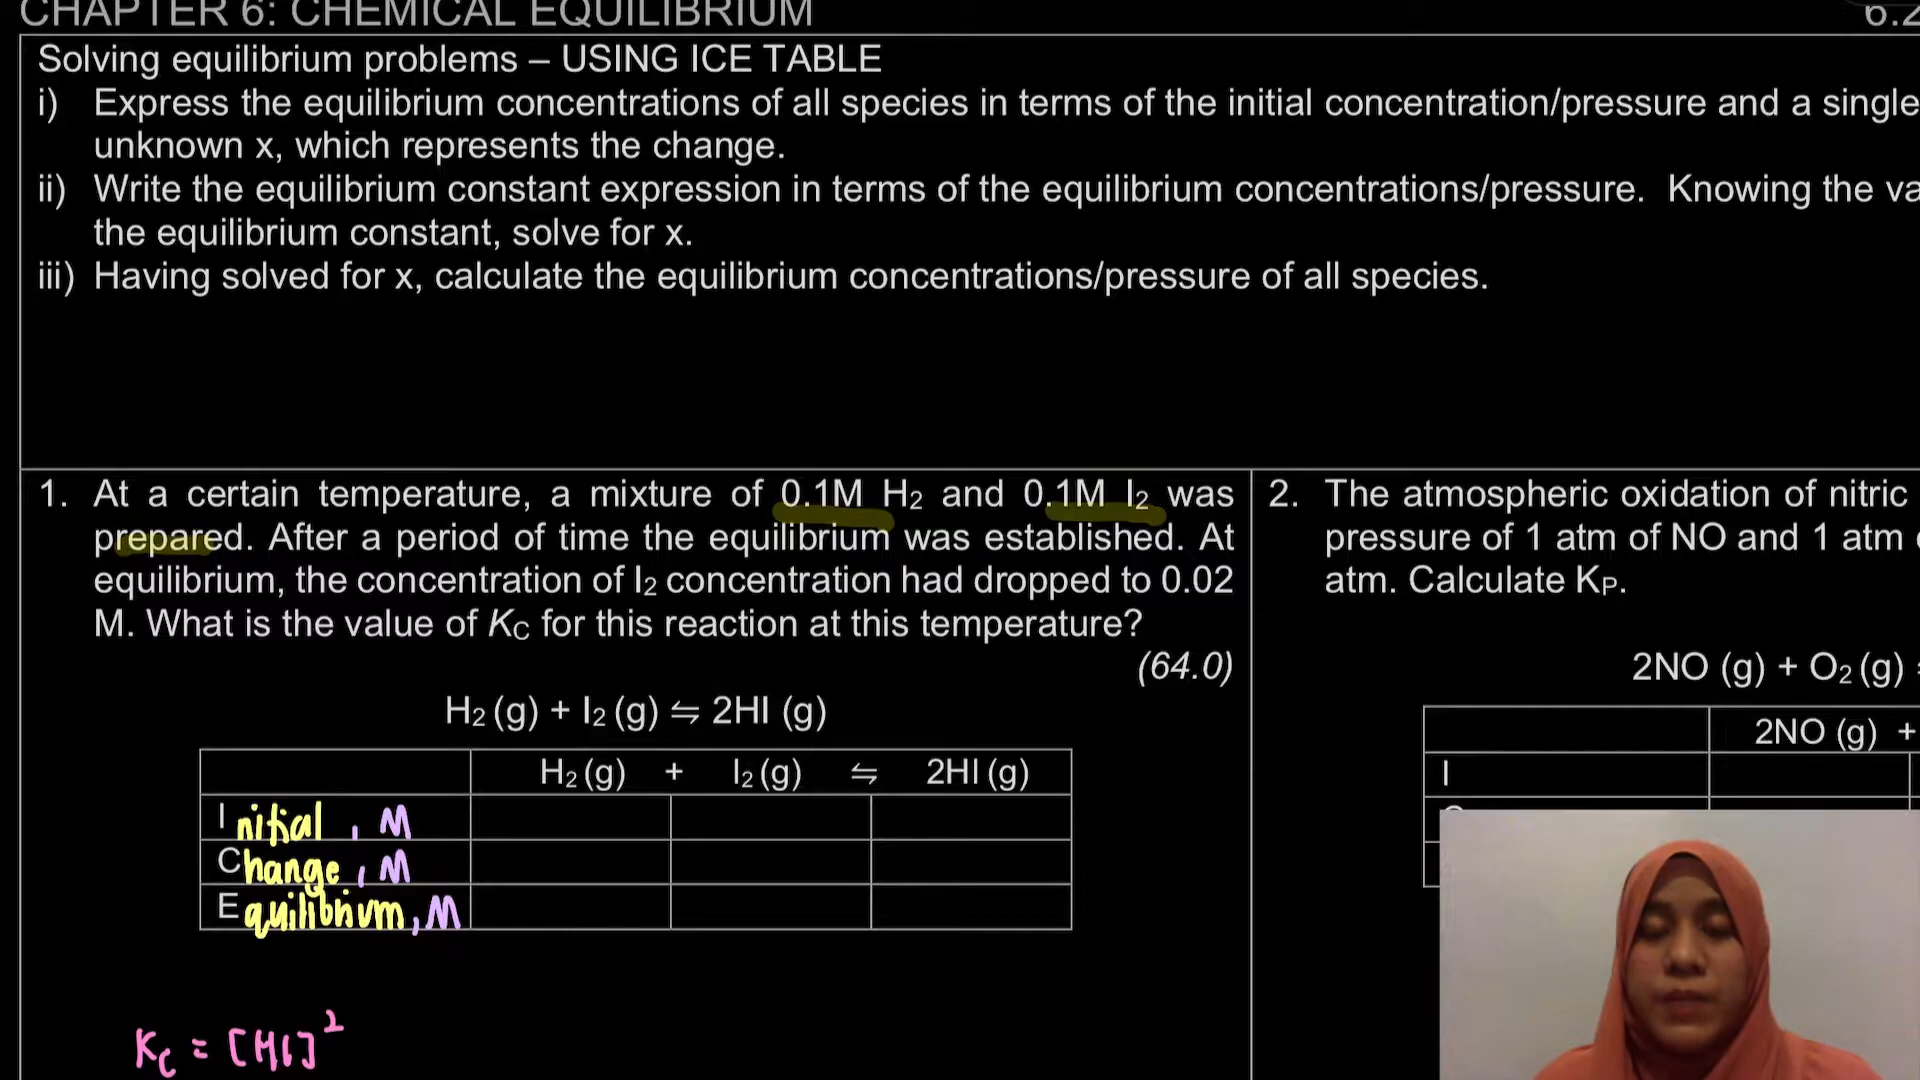 CHAPTER 6: CHEMICAL EQUILIBRIUM
6.2
Solving equilibrium problems – USING ICE TABLE
i) Express the equilibrium concentrations of all species in terms of the initial concentration/pressure and a single
unknown x, which represents the change.
ii) Write the equilibrium constant expression in terms of the equilibrium concentrations/pressure. Knowing the va
the equilibrium constant, solve for x.
iii) Having solved for x, calculate the equilibrium concentrations/pressure of all species.
1. At a certain temperature, a mixture of 0.1M H₂ and 0.1M I₂ was
prepared. After a period of time the equilibrium was established. At
equilibrium, the concentration of I₂ concentration had dropped to 0.02
M. What is the value of KC for this reaction at this temperature?
(64.0)
H₂ (g) + I₂ (g) ⇋ 2HI (g)
H₂ (g) + I₂ (g) ⇋ 2HI (g)
Initial, M
Change, M
Equilibrium, M
Kc = [HI]²
2. The atmospheric oxidation of nitric
pressure of 1 atm of NO and 1 atm
atm. Calculate KP.
2NO (g) + O₂ (g)
2NO (g) +
I